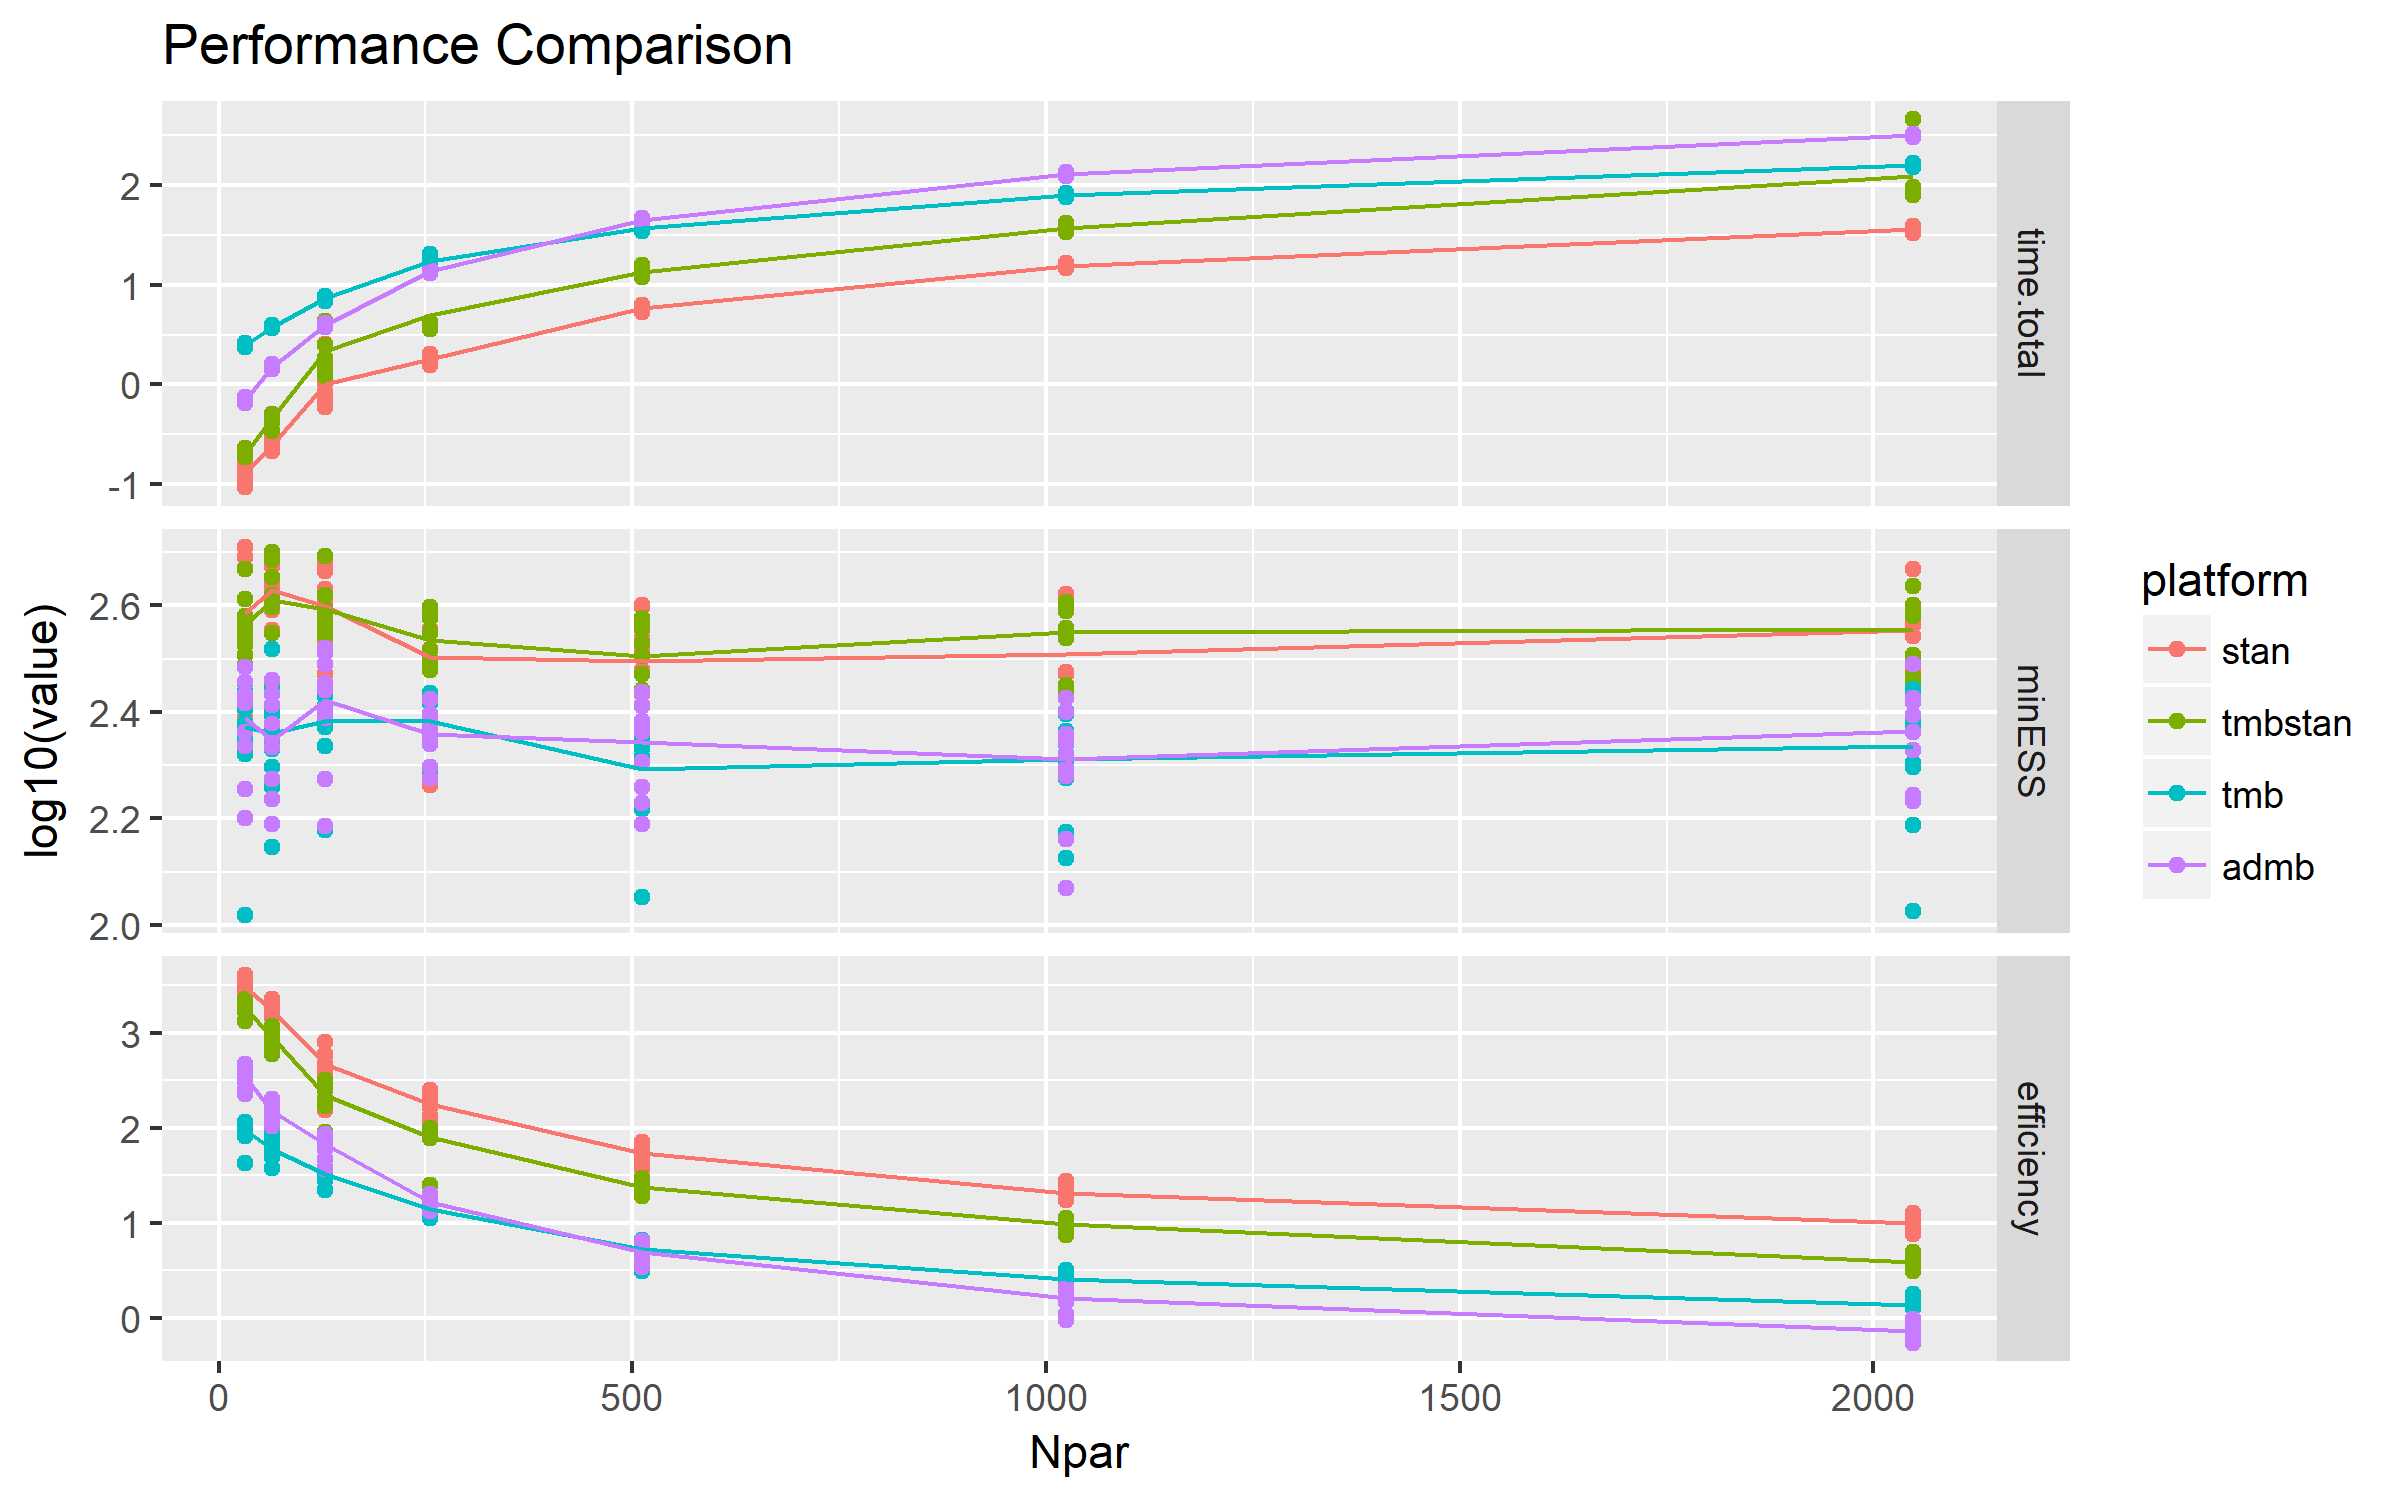 Performance Comparison
2
1
0
-1
time.total
2.6
2.4
2.2
2.0
minESS
3
2
1
0
efficiency
log10(value)
0 500 1000 1500 2000
Npar
platform
stan
tmbstan
tmb
admb